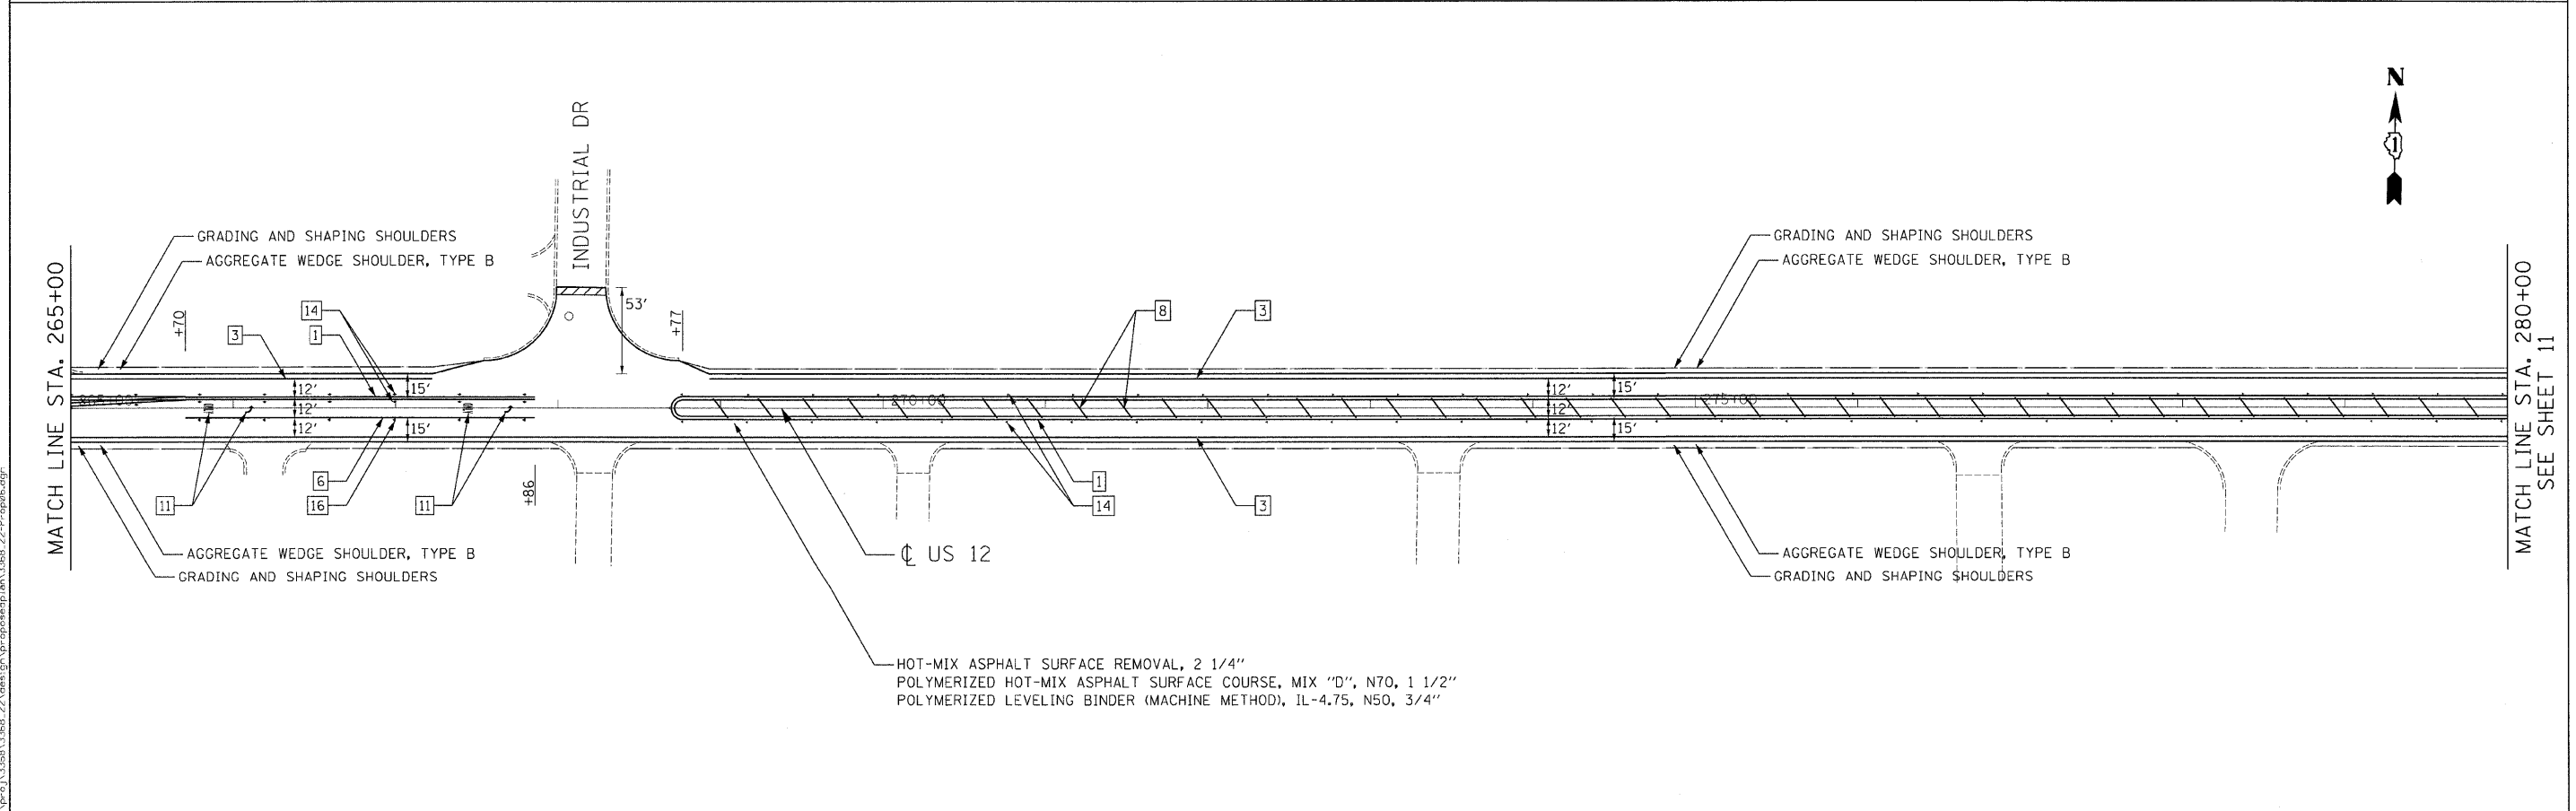 N
1
INDUSTRIAL DR
GRADING AND SHAPING SHOULDERS
AGGREGATE WEDGE SHOULDER, TYPE B
GRADING AND SHAPING SHOULDERS
AGGREGATE WEDGE SHOULDER, TYPE B
MATCH LINE STA. 265+00
MATCH LINE STA. 280+00
SEE SHEET 11
+70
14
3
1
53'
+77
8
3
12'
15'
12'
15'
265+00
270+00
275+00
12'
12'
12'
15'
12'
15'
6
16
11
11
+86
1
14
3
AGGREGATE WEDGE SHOULDER, TYPE B
GRADING AND SHAPING SHOULDERS
℄ US 12
AGGREGATE WEDGE SHOULDER, TYPE B
GRADING AND SHAPING SHOULDERS
HOT-MIX ASPHALT SURFACE REMOVAL, 2 1/4"
POLYMERIZED HOT-MIX ASPHALT SURFACE COURSE, MIX "D", N70, 1 1/2"
POLYMERIZED LEVELING BINDER (MACHINE METHOD), IL-4.75, N50, 3/4"